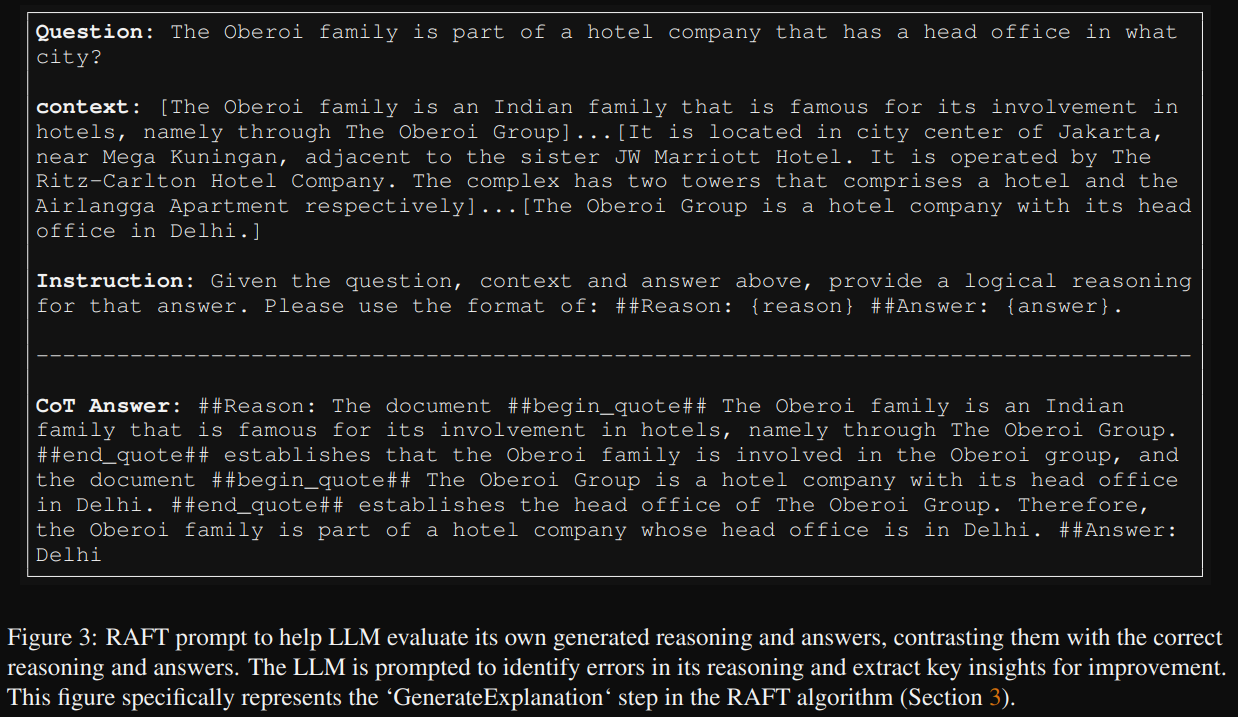 Question: The Oberoi family is part of a hotel company that has a head office in what
city?
context: [The Oberoi family is an Indian family that is famous for its involvement in
hotels, namely through The Oberoi Group]...[It is located in city center of Jakarta,
near Mega Kuningan, adjacent to the sister JW Marriott Hotel. It is operated by The
Ritz-Carlton Hotel Company. The complex has two towers that comprises a hotel and the
Airlangga Apartment respectively]...[The Oberoi Group is a hotel company with its head
office in Delhi.]
Instruction: Given the question, context and answer above, provide a logical reasoning
for that answer. Please use the format of: ##Reason: {reason} ##Answer: {answer}.
--------------------------------------------------------------------------------------
CoT Answer: ##Reason: The document ##begin_quote## The Oberoi family is an Indian
family that is famous for its involvement in hotels, namely through The Oberoi Group.
##end_quote## establishes that the Oberoi family is involved in the Oberoi group, and
the document ##begin_quote## The Oberoi Group is a hotel company with its head office
in Delhi. ##end_quote## establishes the head office of The Oberoi Group. Therefore,
the Oberoi family is part of a hotel company whose head office is in Delhi. ##Answer:
Delhi
Figure 3: RAFT prompt to help LLM evaluate its own generated reasoning and answers, contrasting them with the correct
reasoning and answers. The LLM is prompted to identify errors in its reasoning and extract key insights for improvement.
This figure specifically represents the ‘GenerateExplanation‘ step in the RAFT algorithm (Section 3).